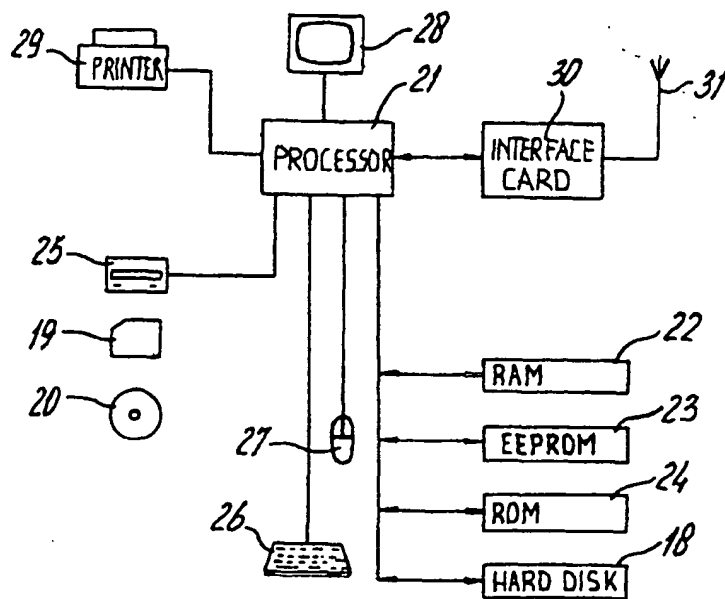 28
29
PRINTER
21
30
31
PROCESSOR
INTERFACE
CARD
25
19
22
RAM
20
23
EEPROM
27
24
ROM
26
18
HARD DISK